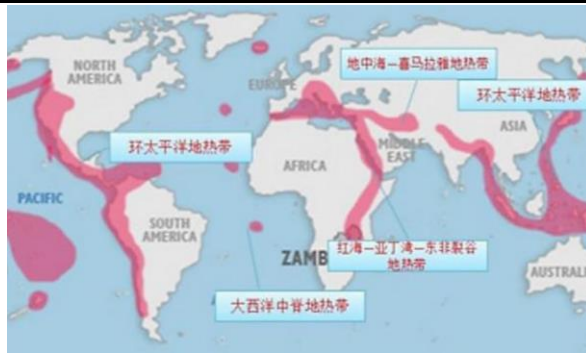 NORTH
AMERICA
EUROPE
地中海—喜马拉雅地热带
环太平洋地热带
ASIA
环太平洋地热带
MIDDLE
EAST
AFRICA
PACIFIC
SOUTH
AMERICA
ZAMB
红海—亚丁湾—东非裂谷
地热带
AUSTRAL
大西洋中脊地热带